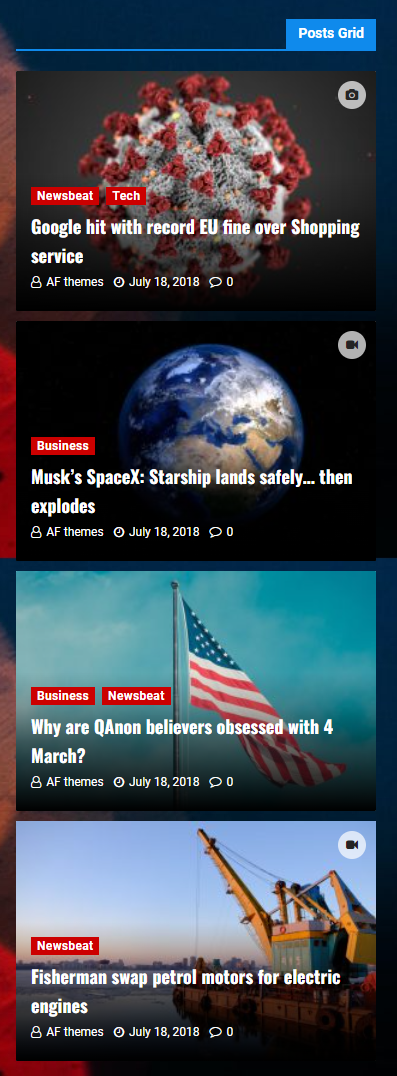 Posts Grid
Newsbeat Tech
Google hit with record EU fine over Shopping
service
AF themes July 18, 2018 0
Business
Musk’s SpaceX: Starship lands safely… then
explodes
AF themes July 18, 2018 0
Business Newsbeat
Why are QAnon believers obsessed with 4
March?
AF themes July 18, 2018 0
Newsbeat
Fisherman swap petrol motors for electric
engines
AF themes July 18, 2018 0